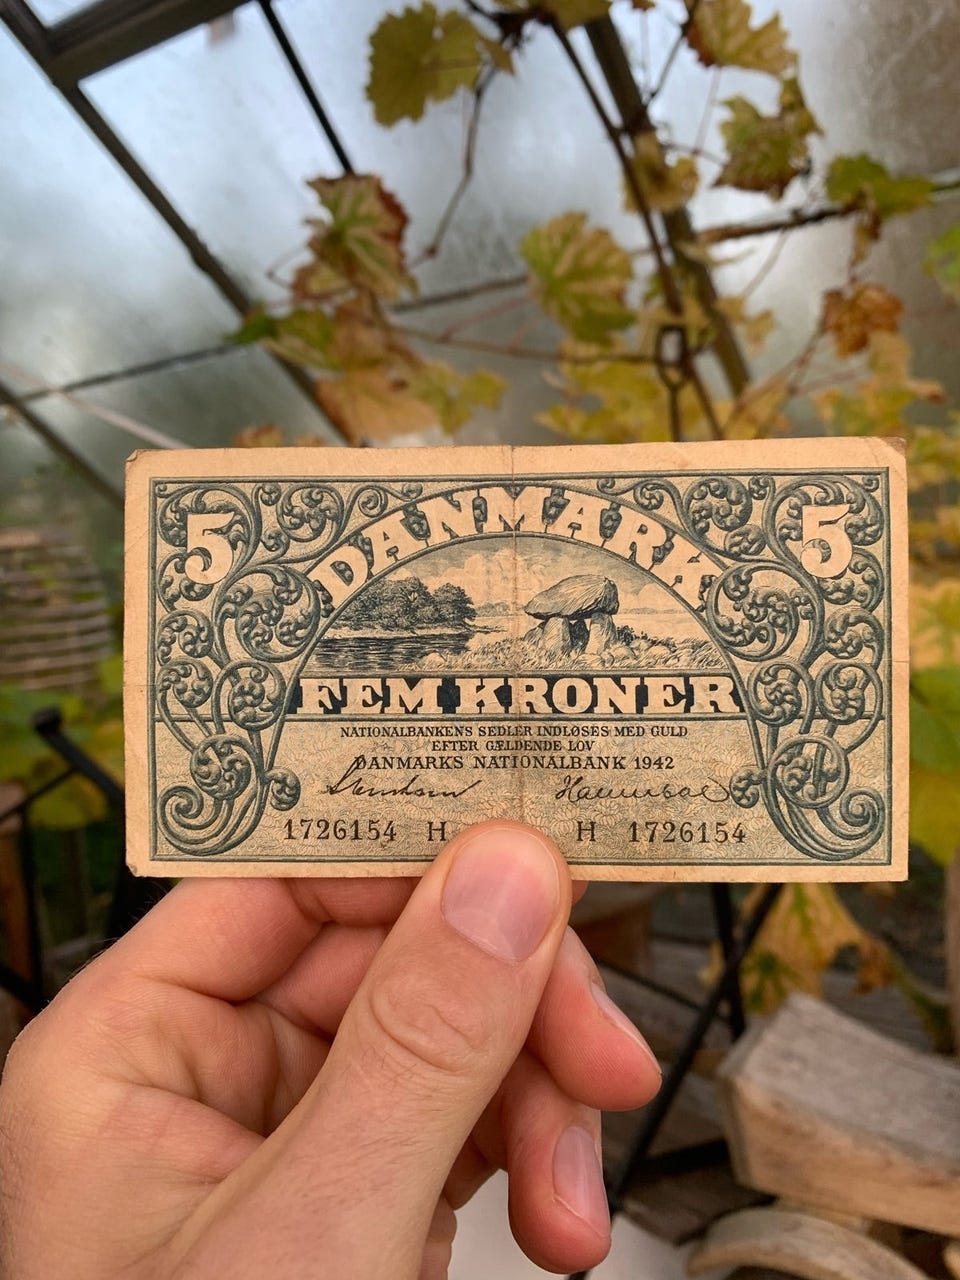 5 DANMARK 5
FEM KRONER
NATIONALBANKENS SEDLER INDLØSES MED GULD
EFTER GÆLDENDE LOV
DANMARKS NATIONALBANK 1942
1726154 H H 1726154